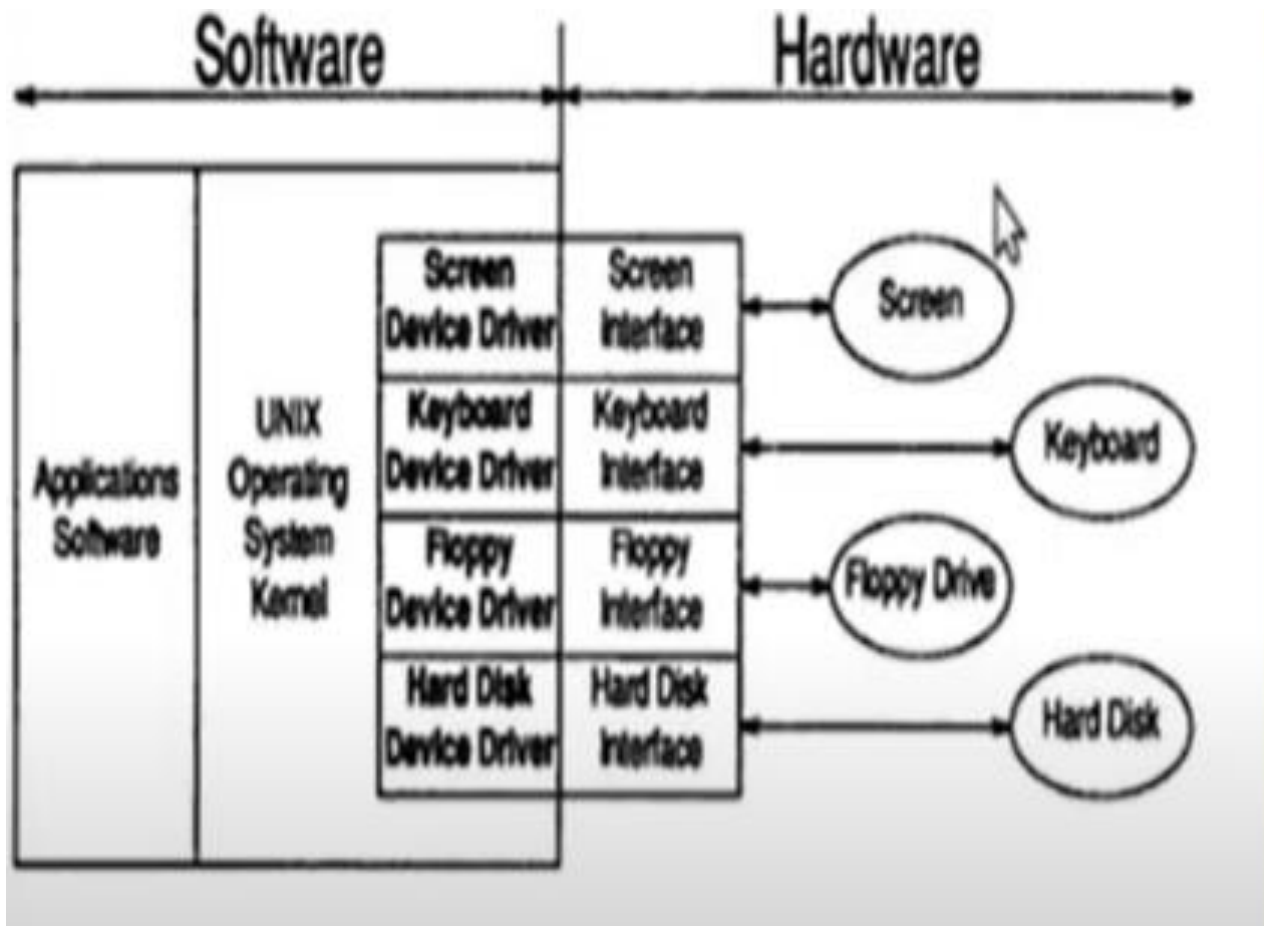 Software
Hardware
Applications
Software
UNIX
Operating
System
Kernel
Screen
Device Driver
Screen
Interface
Screen
Keyboard
Device Driver
Keyboard
Interface
Keyboard
Floppy
Device Driver
Floppy
Interface
Floppy Drive
Hard Disk
Device Driver
Hard Disk
Interface
Hard Disk